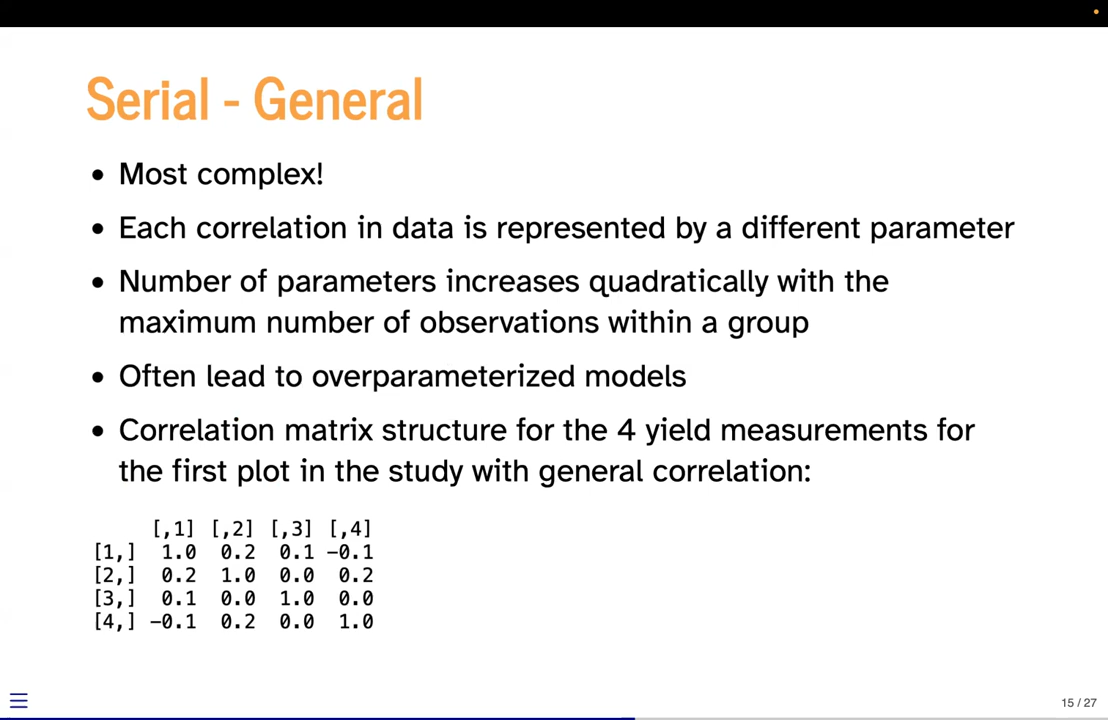 Serial - General
• Most complex!
• Each correlation in data is represented by a different parameter
• Number of parameters increases quadratically with the
maximum number of observations within a group
• Often lead to overparameterized models
• Correlation matrix structure for the 4 yield measurements for
the first plot in the study with general correlation:
     [,1] [,2] [,3] [,4]
[1,]  1.0  0.2  0.1 -0.1
[2,]  0.2  1.0  0.0  0.2
[3,]  0.1  0.0  1.0  0.0
[4,] -0.1  0.2  0.0  1.0
15 / 27